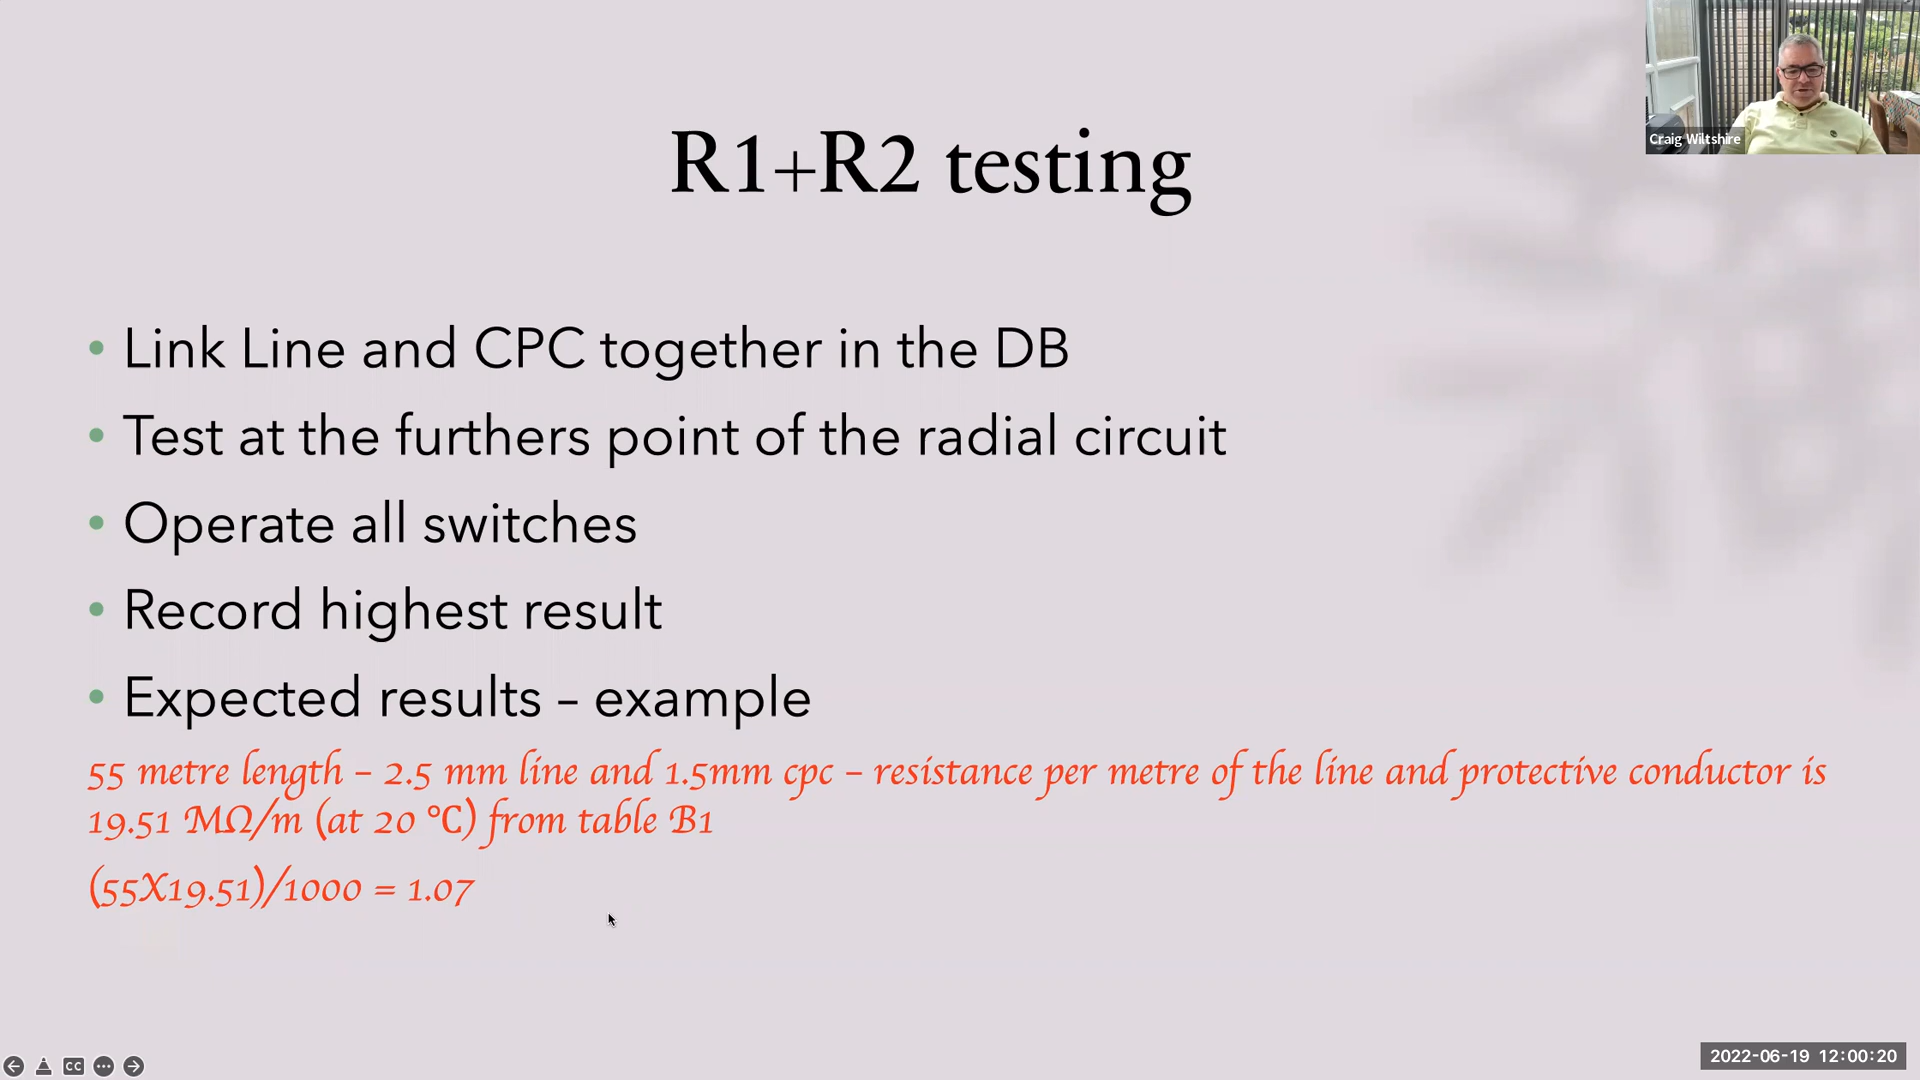 Craig Wiltshire
R1+R2 testing
• Link Line and CPC together in the DB
• Test at the furthers point of the radial circuit
• Operate all switches
• Record highest result
• Expected results – example
55 metre length – 2.5 mm line and 1.5mm cpc – resistance per metre of the line and protective conductor is
19.51 MΩ/m (at 20 °C) from table B1
(55X19.51)/1000 = 1.07
CC
2022-06-19 12:00:20